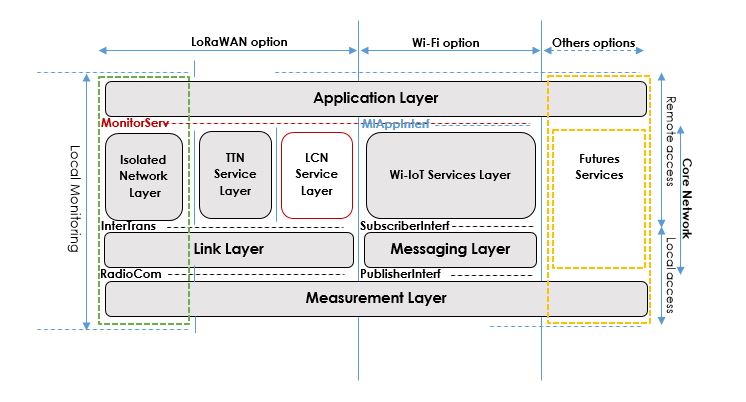 LoRaWAN option
Wi-Fi option
Others options
Application Layer
MonitorServ
MiAppInterf
Isolated
Network
Layer
TTN
Service
Layer
LCN
Service
Layer
Wi-IoT Services Layer
Futures
Services
InterTrans
SubscriberInterf
Link Layer
Messaging Layer
RadioCom
PublisherInterf
Measurement Layer
Local Monitoring
Remote access
Core Network
Local access